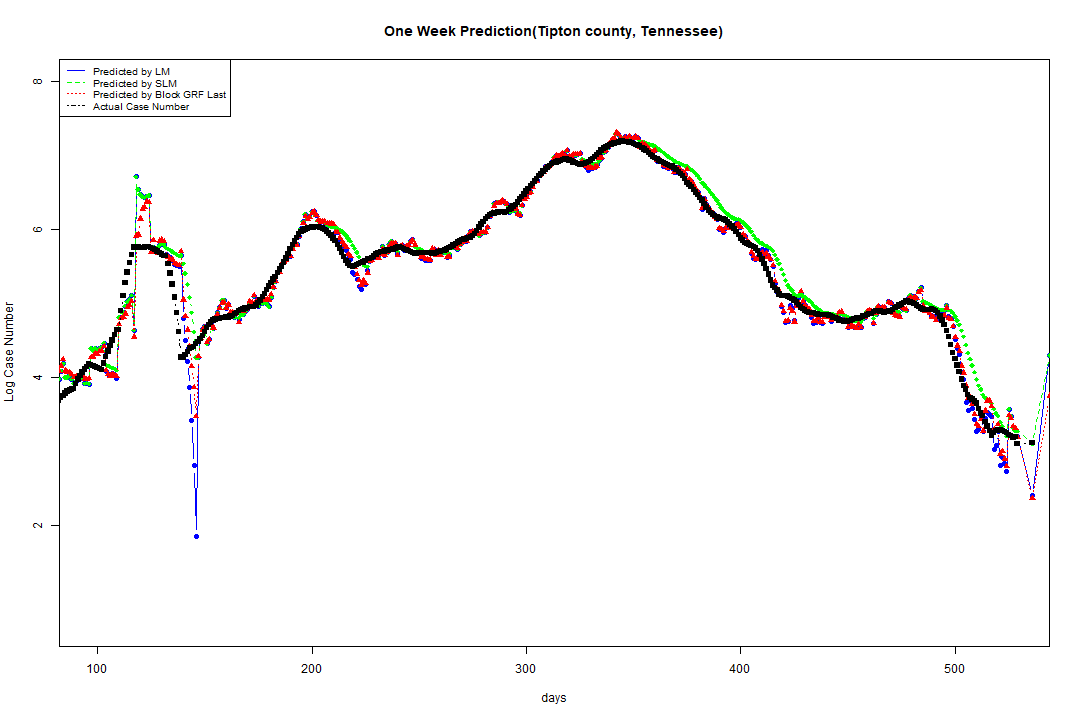 One Week Prediction(Tipton county, Tennessee)
Predicted by LM
Predicted by SLM
Predicted by Block GRF Last
Actual Case Number
8
6
4
2
Log Case Number
100 200 300 400 500
days